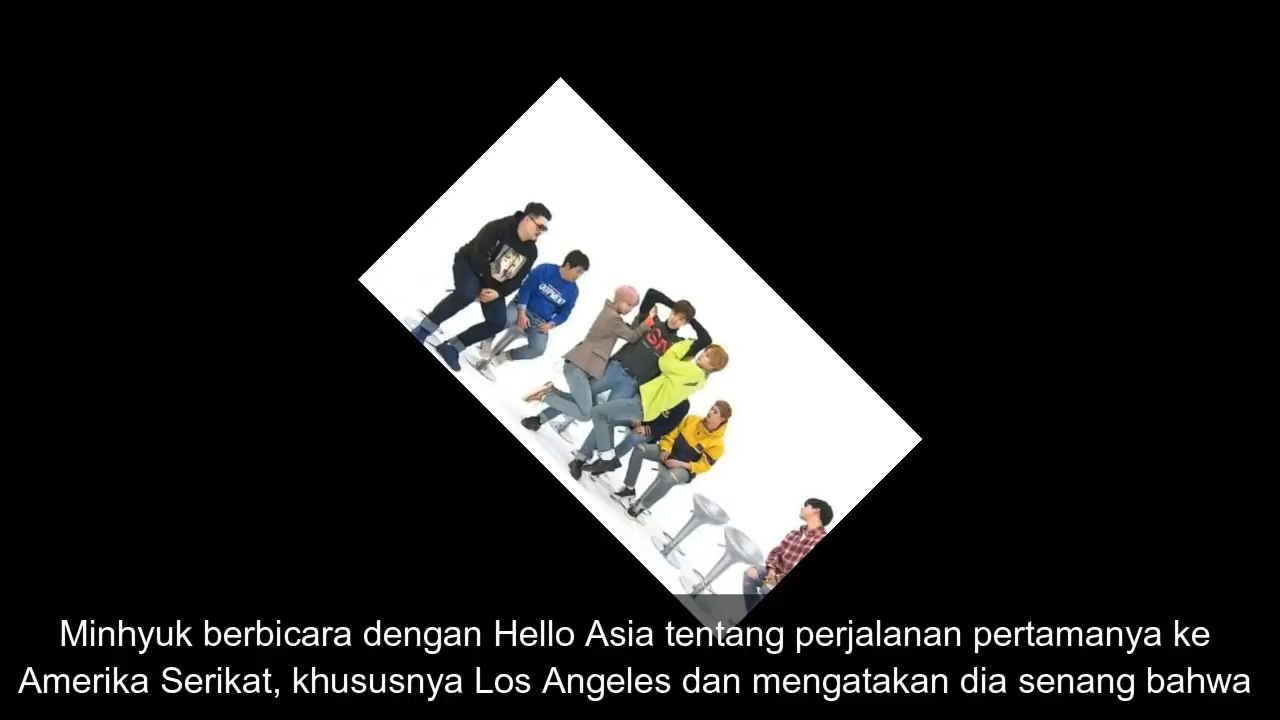 Minhyuk berbicara dengan Hello Asia tentang perjalanan pertamanya ke
Amerika Serikat, khususnya Los Angeles dan mengatakan dia senang bahwa